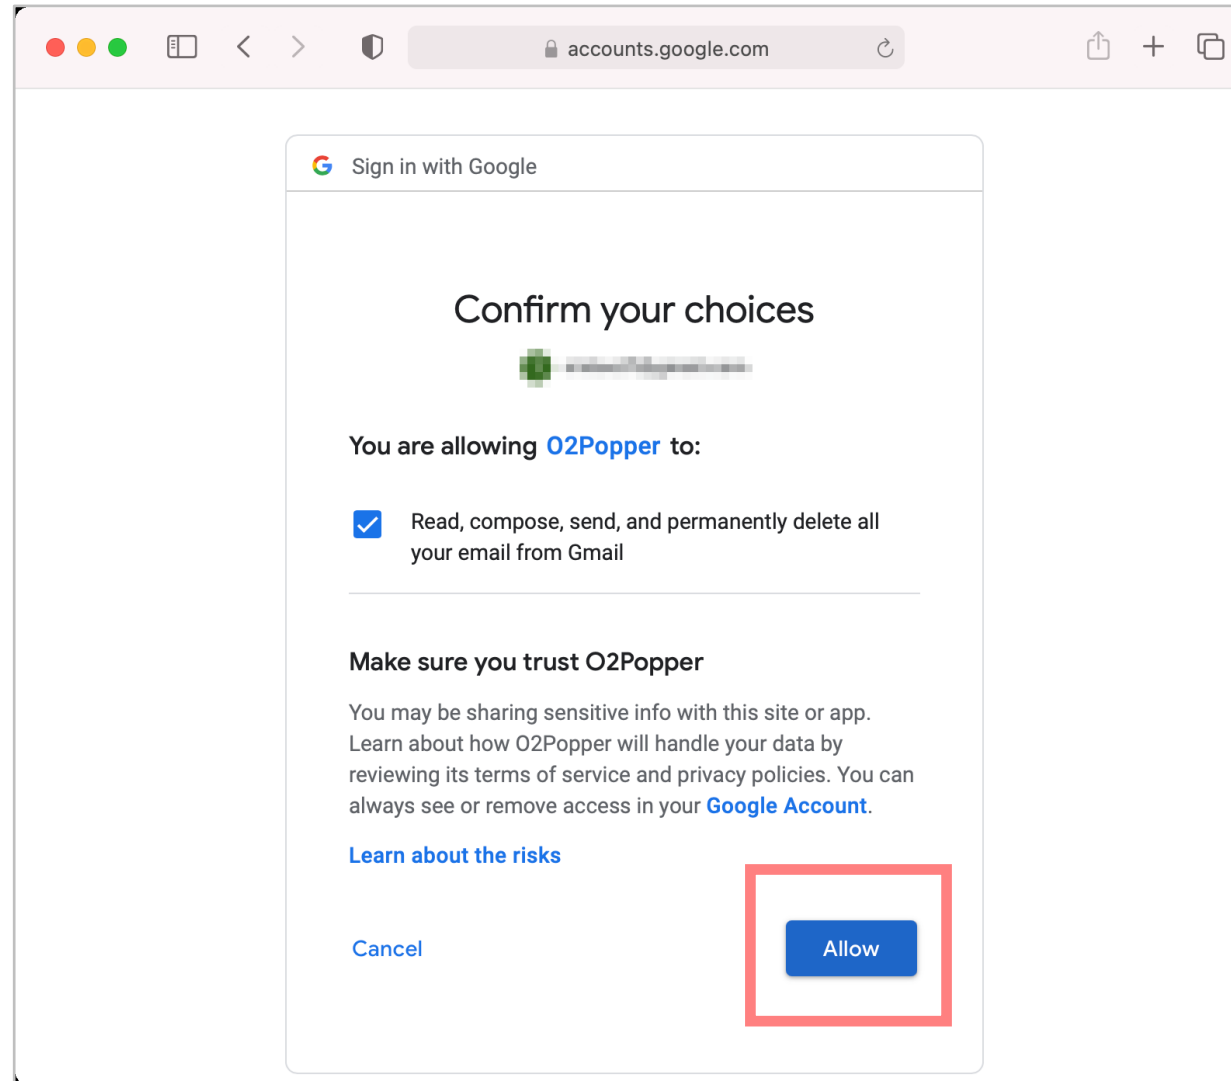 accounts.google.com
Sign in with Google
Confirm your choices
You are allowing O2Popper to:
Read, compose, send, and permanently delete all
your email from Gmail
Make sure you trust O2Popper
You may be sharing sensitive info with this site or app.
Learn about how O2Popper will handle your data by
reviewing its terms of service and privacy policies. You can
always see or remove access in your Google Account.
Learn about the risks
Cancel
Allow